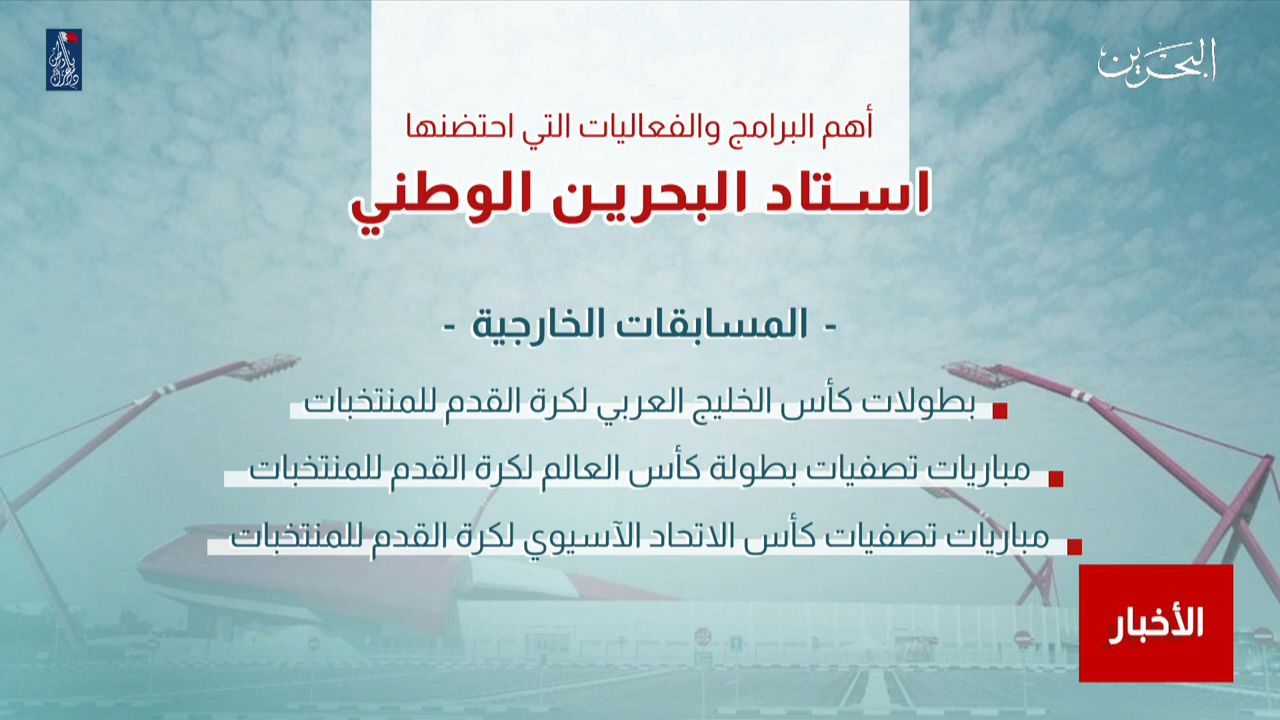 البحرين
أهم البرامج والفعاليات التي احتضنها
استاد البحرين الوطني
- المسابقات الخارجية -
بطولات كأس الخليج العربي لكرة القدم للمنتخبات
مباريات تصفيات بطولة كأس العالم لكرة القدم للمنتخبات
مباريات تصفيات كأس الاتحاد الآسيوي لكرة القدم للمنتخبات
الأخبار